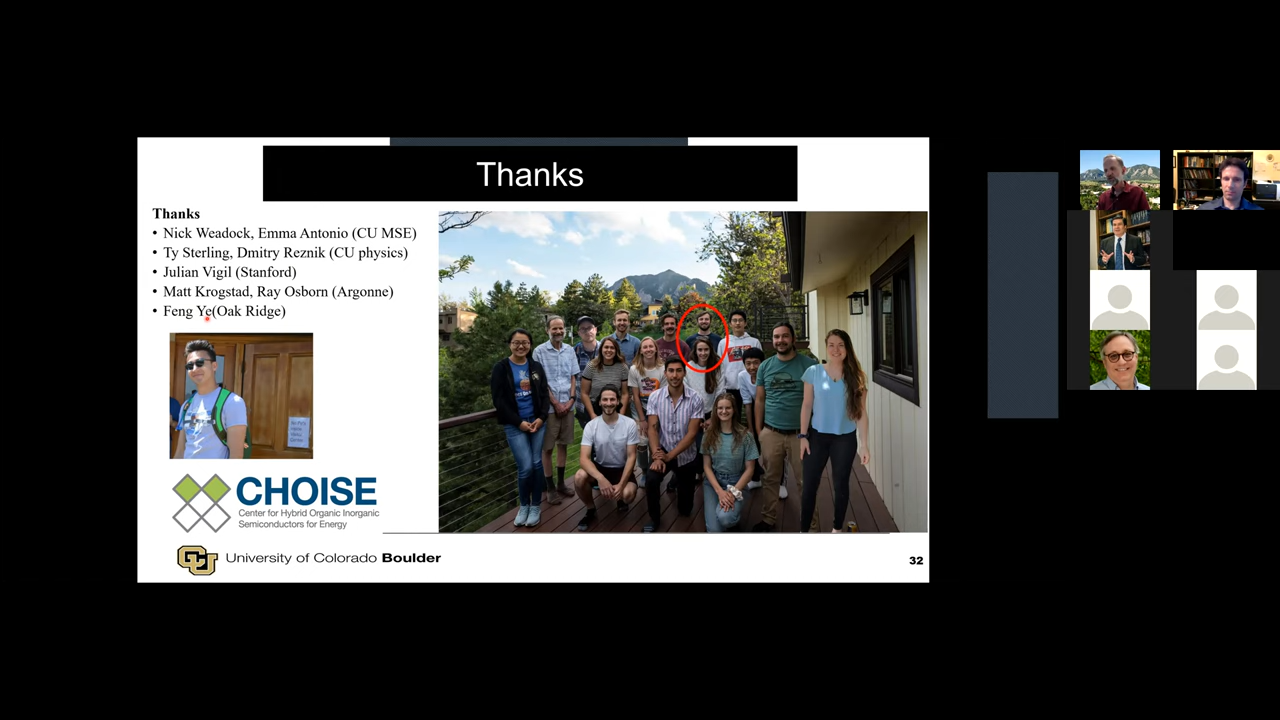 Thanks
Thanks
• Nick Weadock, Emma Antonio (CU MSE)
• Ty Sterling, Dmitry Reznik (CU physics)
• Julian Vigil (Stanford)
• Matt Krogstad, Ray Osborn (Argonne)
• Feng Ye(Oak Ridge)
CHOISE
Center for Hybrid Organic Inorganic
Semiconductors for Energy
CU
University of Colorado Boulder
32